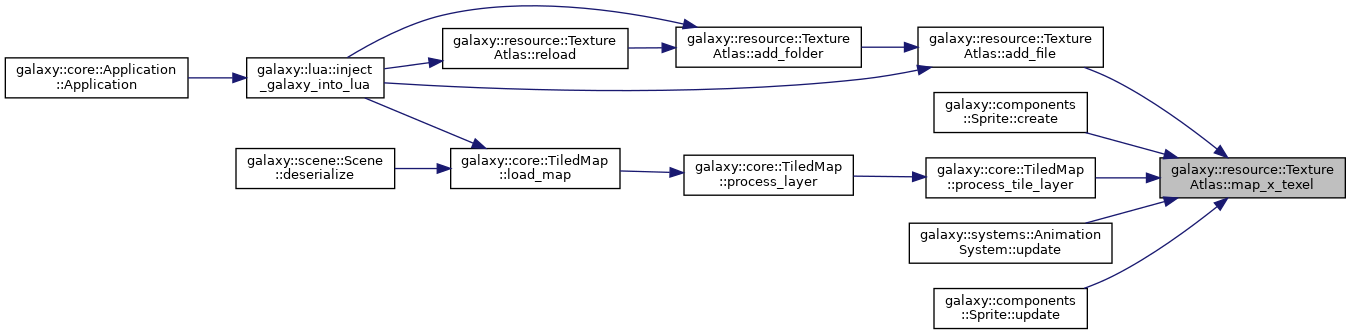 galaxy::core::Application
::Application
galaxy::lua::inject
_galaxy_into_lua
galaxy::resource::Texture
Atlas::reload
galaxy::resource::Texture
Atlas::add_folder
galaxy::resource::Texture
Atlas::add_file
galaxy::components
::Sprite::create
galaxy::scene::Scene
::deserialize
galaxy::core::TiledMap
::load_map
galaxy::core::TiledMap
::process_layer
galaxy::core::TiledMap
::process_tile_layer
galaxy::resource::Texture
Atlas::map_x_texel
galaxy::systems::Animation
System::update
galaxy::components
::Sprite::update